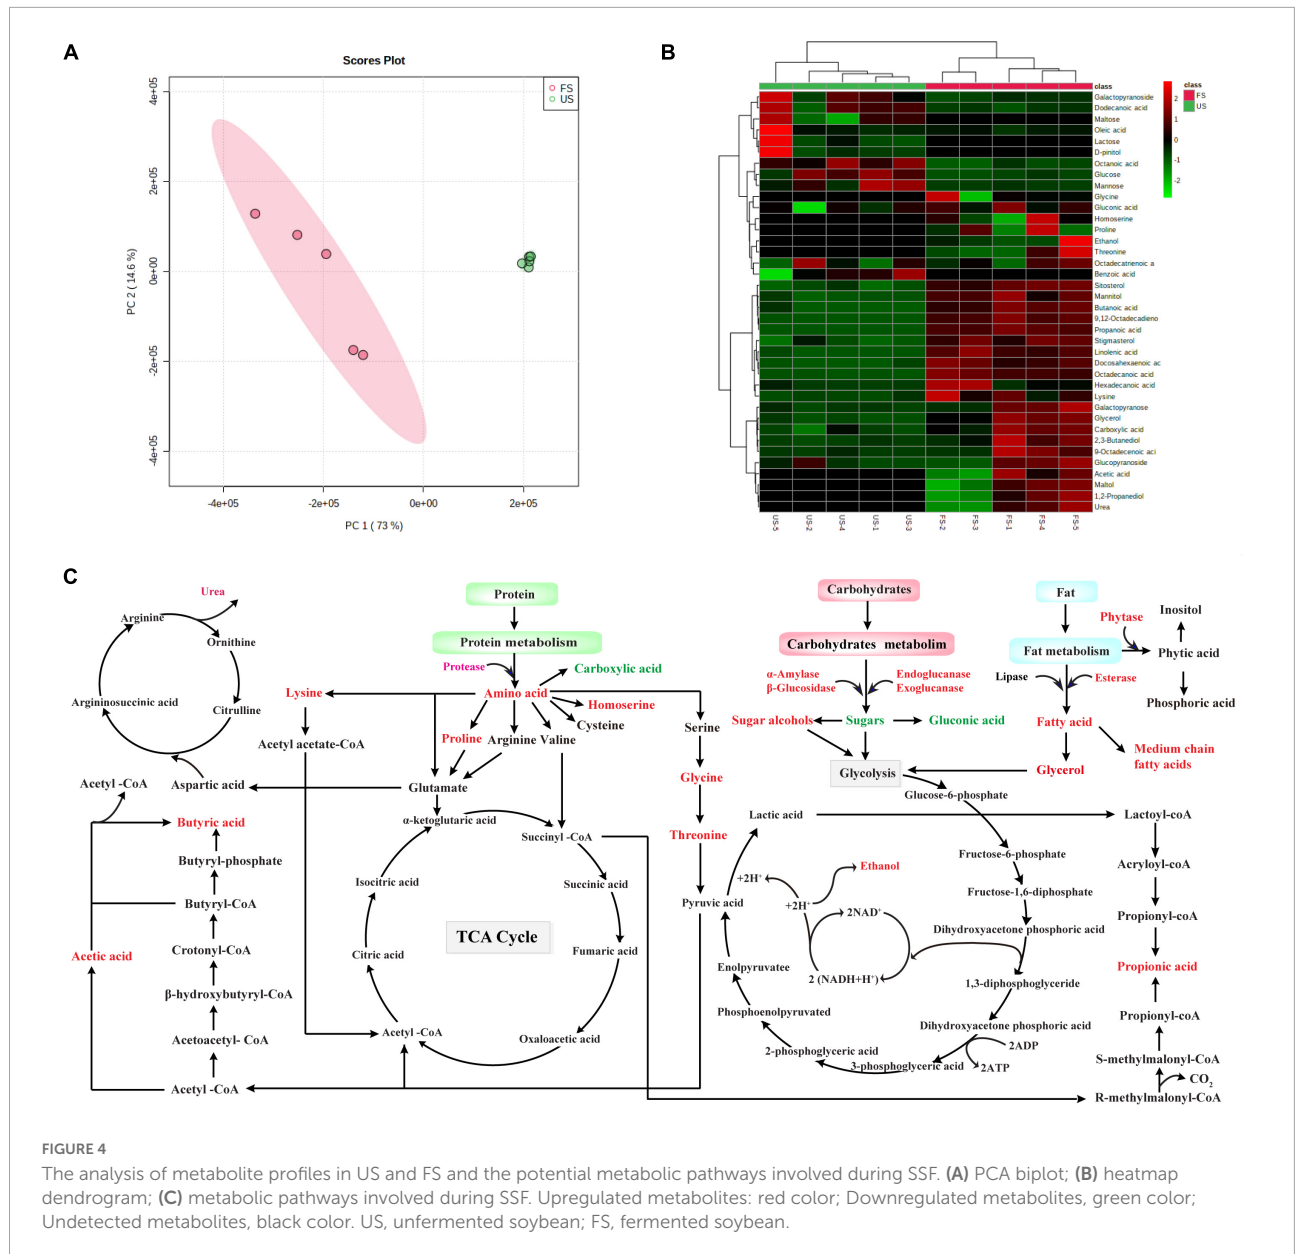 A
Scores Plot
FS
US
4e+05
2e+05
0e+00
-2e+05
-4e+05
PC 2 ( 14.6 %)
-4e+05
-2e+05
0e+00
2e+05
PC 1 ( 73 %)
B
class
Galactopyranoside
Dodecanoic acid
Maltose
Oleic acid
Lactose
D-pinitol
Octanoic acid
Glucose
Mannose
Glycine
Gluconic acid
Homoserine
Proline
Ethanol
Threonine
Octadecatrienoic a
Benzoic acid
Sitosterol
Mannitol
Butanoic acid
9,12-Octadecadieno
Propanoic acid
Stigmasterol
Linolenic acid
Docosahexaenoic ac
Octadecanoic acid
Hexadecanoic acid
Lysine
Galactopyranose
Glycerol
Carboxylic acid
2,3-Butanediol
9-Octadecenoic aci
Glucopyranoside
Acetic acid
Maltol
1,2-Propanediol
Urea
US-5
US-2
US-4
US-1
US-3
FS-2
FS-3
FS-1
FS-4
FS-5
2
1
0
-1
-2
class
FS
US
C
Urea
Arginine
Ornithine
Citrulline
Argininosuccinic acid
Aspartic acid
Protein
Protein metabolism
Protease
Carboxylic acid
Amino acid
Lysine
Homoserine
Cysteine
Proline
Arginine Valine
Serine
Acetyl acetate-CoA
Glycine
Glutamate
Threonine
Pyruvic acid
Carbohydrates
Carbohydrates metabolim
α-Amylase
β-Glucosidase
Endoglucanase
Exoglucanase
Sugar alcohols
Sugars
Gluconic acid
Glycolysis
Fat
Fat metabolism
Phytase
Inositol
Phytic acid
Phosphoric acid
Lipase
Esterase
Fatty acid
Medium chain
fatty acids
Glycerol
Acetyl -CoA
Butyric acid
Butyryl-phosphate
Butyryl-CoA
Crotonyl-CoA
Acetic acid
β-hydroxybutyryl-CoA
Acetoacetyl- CoA
Acetyl -CoA
α-ketoglutaric acid
Succinyl -CoA
Isocitric acid
Succinic acid
TCA Cycle
Citric acid
Fumaric acid
Acetyl -CoA
Oxaloacetic acid
Glucose-6-phosphate
Lactic acid
Fructose-6-phosphate
Ethanol
+2H⁺
+2H⁺
Fructose-1,6-diphosphate
2NAD⁺
Dihydroxyacetone phosphoric acid
Enolpyruvatee
2 (NADH+H⁺)
1,3-diphosphoglyceride
Phosphoenolpyruvated
Dihydroxyacetone phosphoric acid
2ADP
2-phosphoglyceric acid
3-phosphoglyceric acid
2ATP
Lactoyl-coA
Acryloyl-coA
Propionyl-coA
Propionic acid
Propionyl-coA
S-methylmalonyl-CoA
CO₂
R-methylmalonyl-CoA
FIGURE 4
The analysis of metabolite profiles in US and FS and the potential metabolic pathways involved during SSF. (A) PCA biplot; (B) heatmap
dendrogram; (C) metabolic pathways involved during SSF. Upregulated metabolites: red color; Downregulated metabolites, green color;
Undetected metabolites, black color. US, unfermented soybean; FS, fermented soybean.